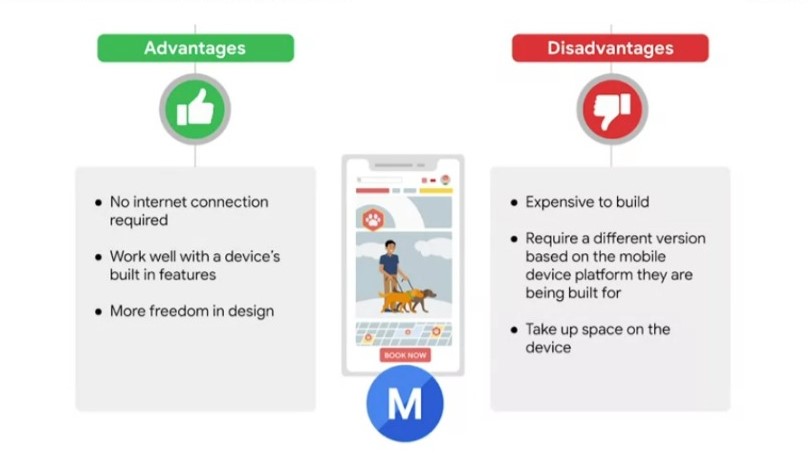 Advantages
No internet connection
required
Work well with a device's
built in features
More freedom in design
BOOK NOW
M
Disadvantages
Expensive to build
Require a different version
based on the mobile
device platform they are
being built for
Take up space on the
device